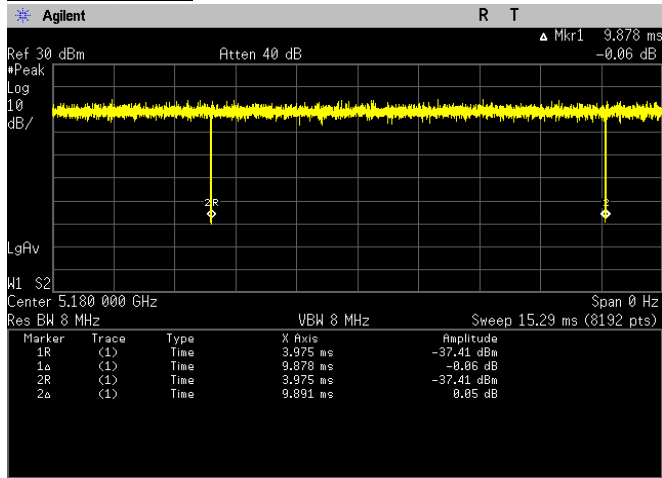 Agilent R T
Δ Mkr1 9.878 ms
Ref 30 dBm Atten 40 dB -0.06 dB
#Peak
Log
10
dB/
2R 2
LgAv
W1 S2
Center 5.180 000 GHz Span 0 Hz
Res BW 8 MHz VBW 8 MHz Sweep 15.29 ms (8192 pts)
Marker Trace Type X Axis Amplitude
1R (1) Time 3.975 ms -37.41 dBm
1Δ (1) Time 9.878 ms -0.06 dB
2R (1) Time 3.975 ms -37.41 dBm
2Δ (1) Time 9.891 ms 0.05 dB